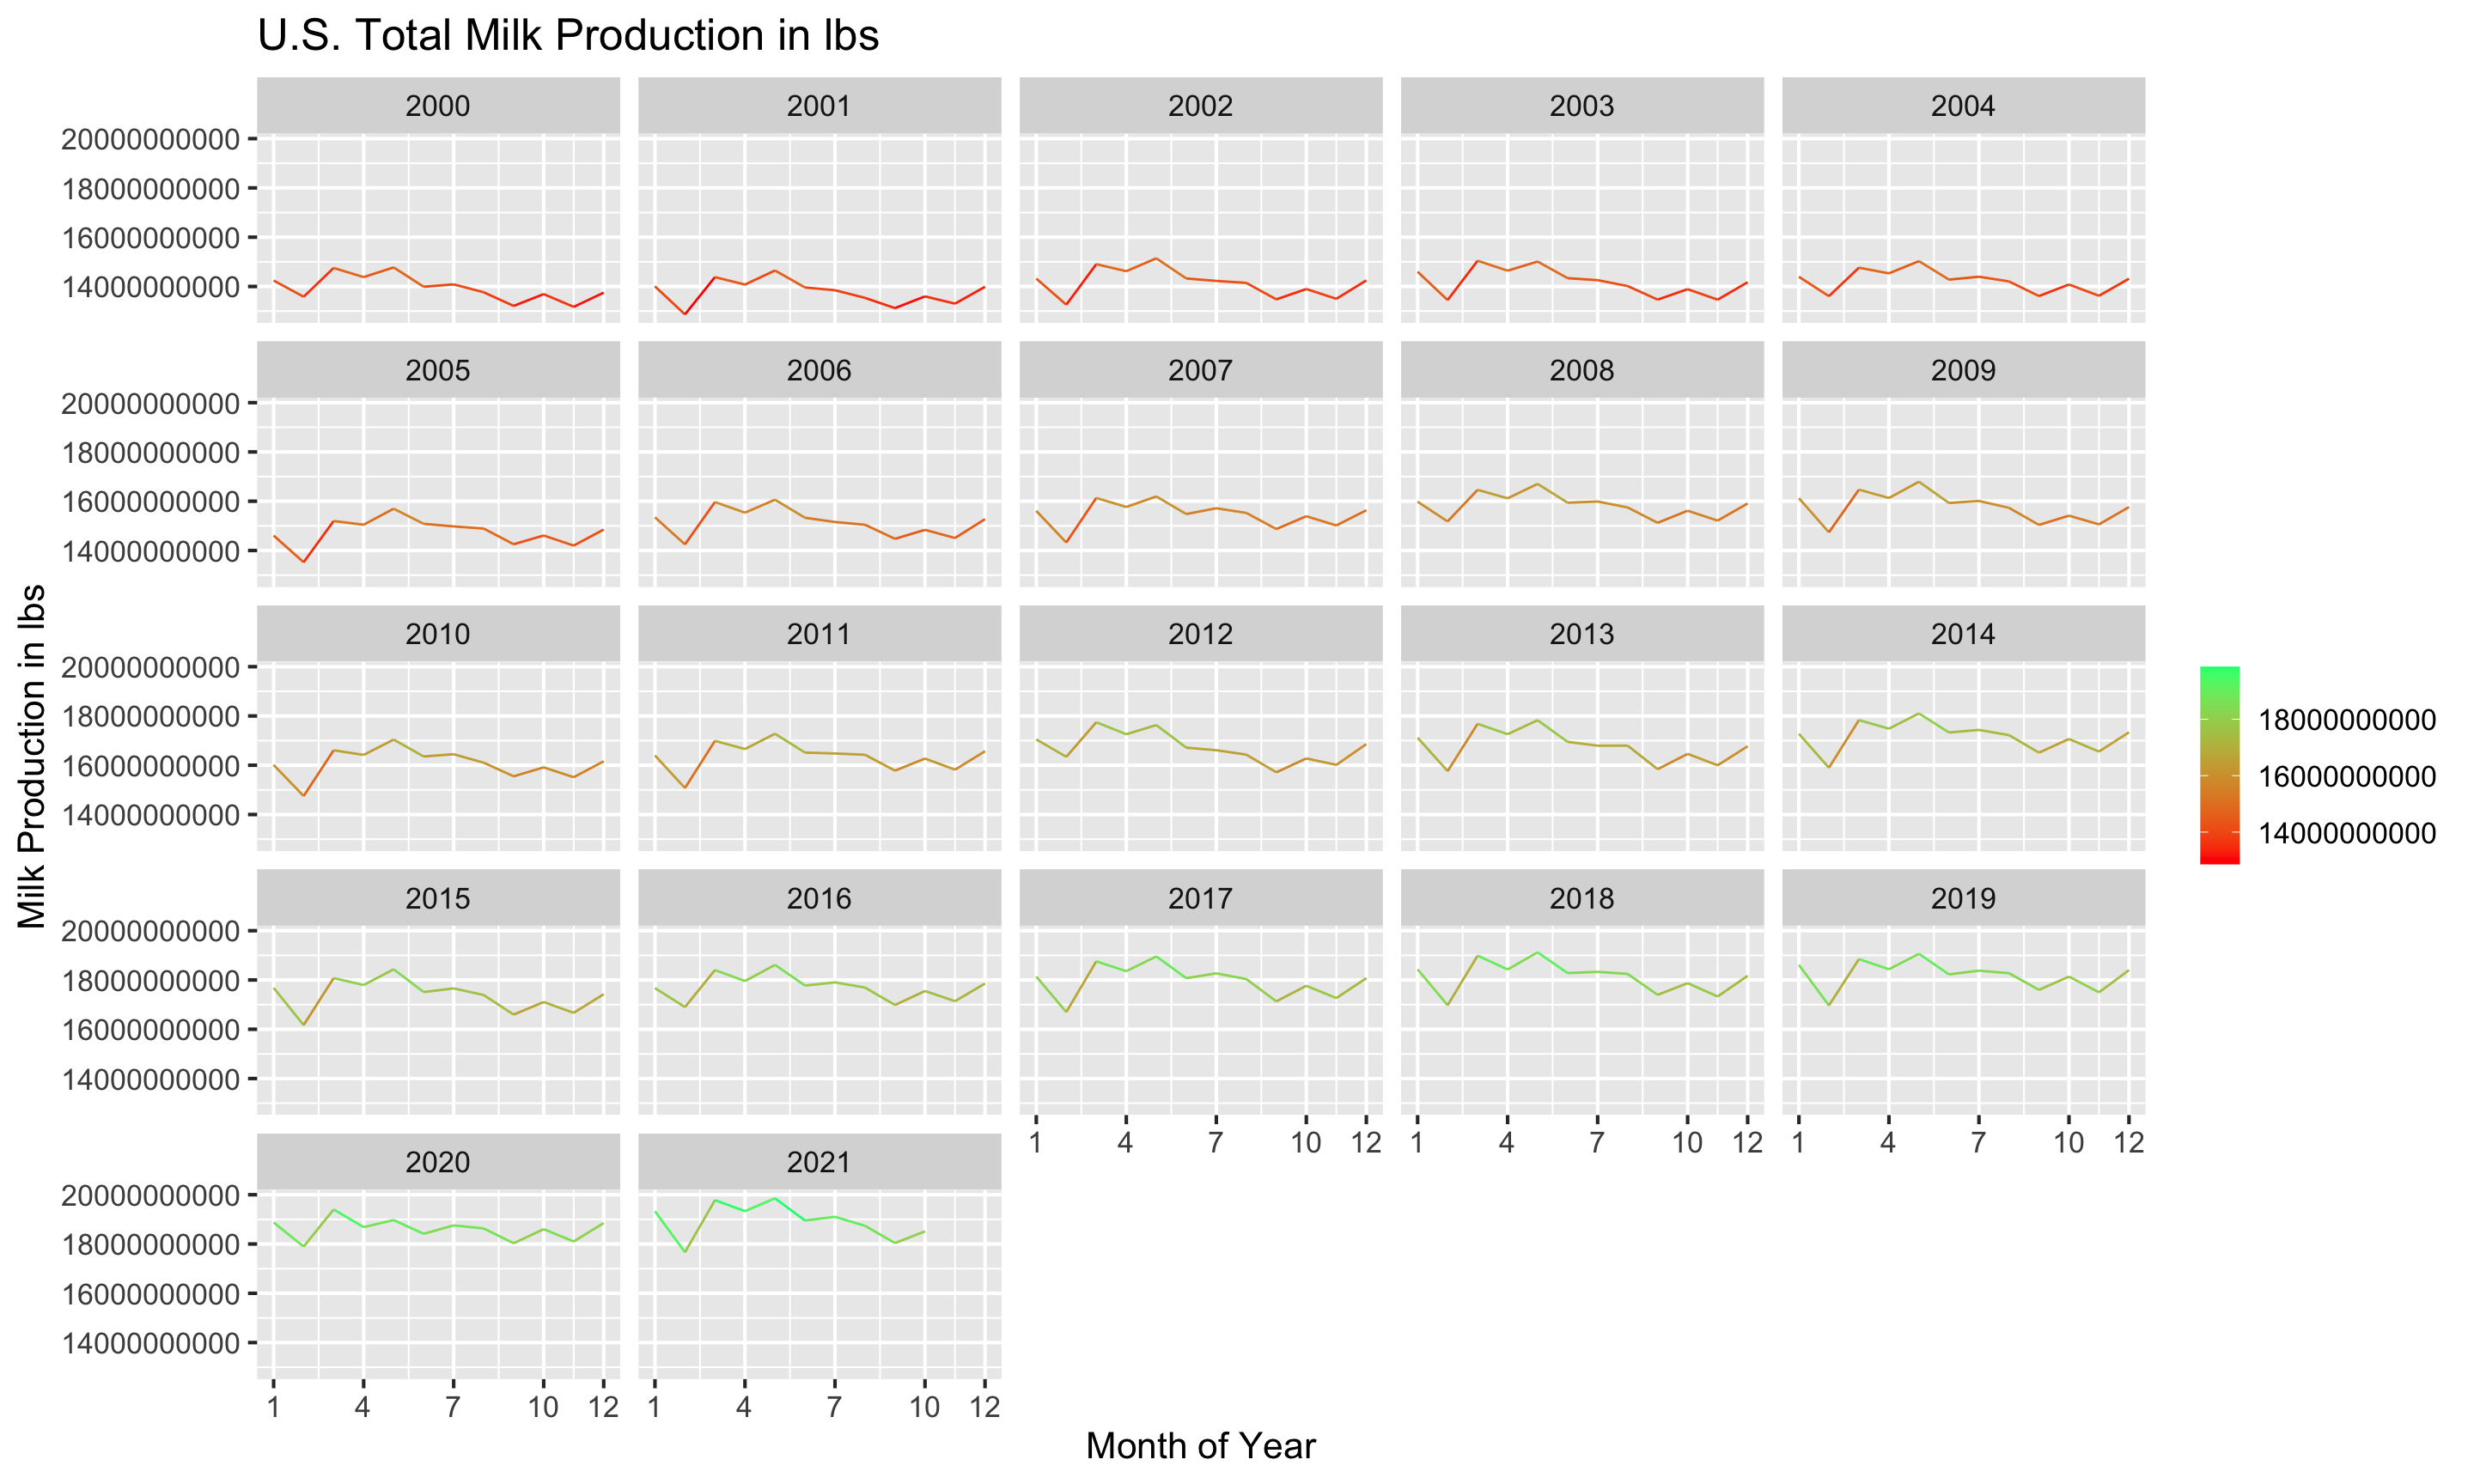 U.S. Total Milk Production in lbs
2000 2001 2002 2003 2004
20000000000
18000000000
16000000000
14000000000
2005 2006 2007 2008 2009
20000000000
18000000000
16000000000
14000000000
2010 2011 2012 2013 2014
20000000000
18000000000
16000000000
14000000000
2015 2016 2017 2018 2019
20000000000
18000000000
16000000000
14000000000
1 4 7 10 12 1 4 7 10 12 1 4 7 10 12
2020 2021
20000000000
18000000000
16000000000
14000000000
1 4 7 10 12 1 4 7 10 12
Month of Year
Milk Production in lbs
18000000000
16000000000
14000000000